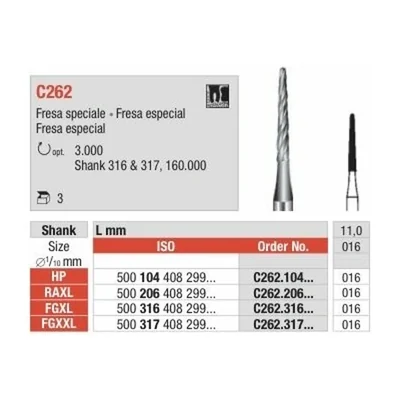 C262
Fresa speciale • Fresa especial
Fresa especial
opt. 3.000
Shank 316 & 317, 160.000
3
Shank L mm 11,0
Size ISO Order No. 016
Ø 1/10 mm
HP 500 104 408 299... C262.104... 016
RAXL 500 206 408 299... C262.206... 016
FGXL 500 316 408 299... C262.316... 016
FGXXL 500 317 408 299... C262.317... 016